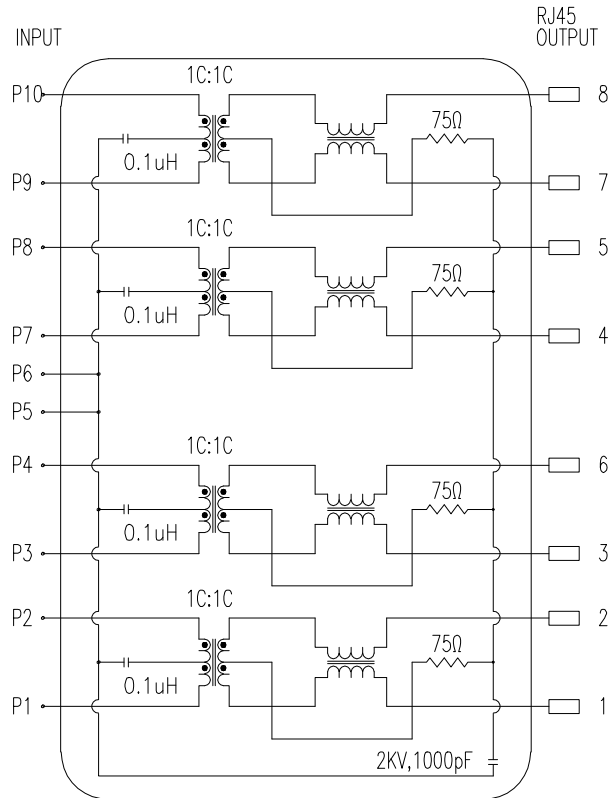 INPUT
RJ45
OUTPUT
1C:1C
P10
8
75Ω
0.1uH
P9
7
1C:1C
P8
5
75Ω
0.1uH
P7
4
P6
P5
1C:1C
P4
6
75Ω
0.1uH
P3
3
1C:1C
P2
2
75Ω
0.1uH
P1
1
2KV,1000pF